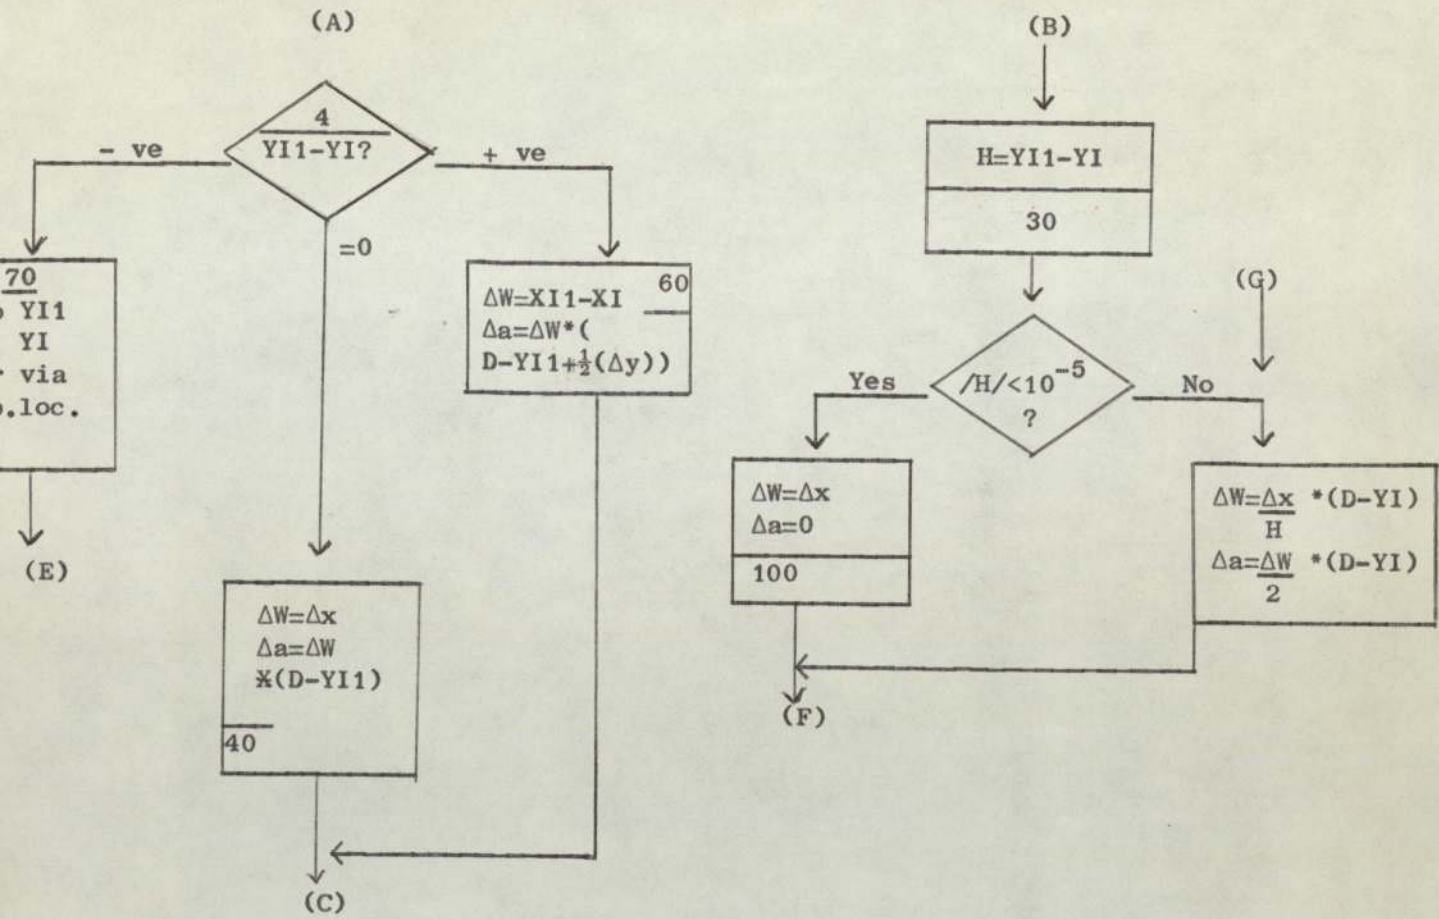 (A)
4
YI1-YI?
- ve
+ ve
=0
70
YI1
YI
via
.loc.
(E)
60
ΔW=XI1-XI
Δa=ΔW*(
D-YI1+½(Δy))
ΔW=Δx
Δa=ΔW
*(D-YI1)
40
(C)
(B)
H=YI1-YI
30
(G)
/H/<10⁻⁵
?
Yes
No
ΔW=Δx
Δa=0
100
ΔW=Δx *(D-YI)
H
Δa=ΔW *(D-YI)
2
(F)